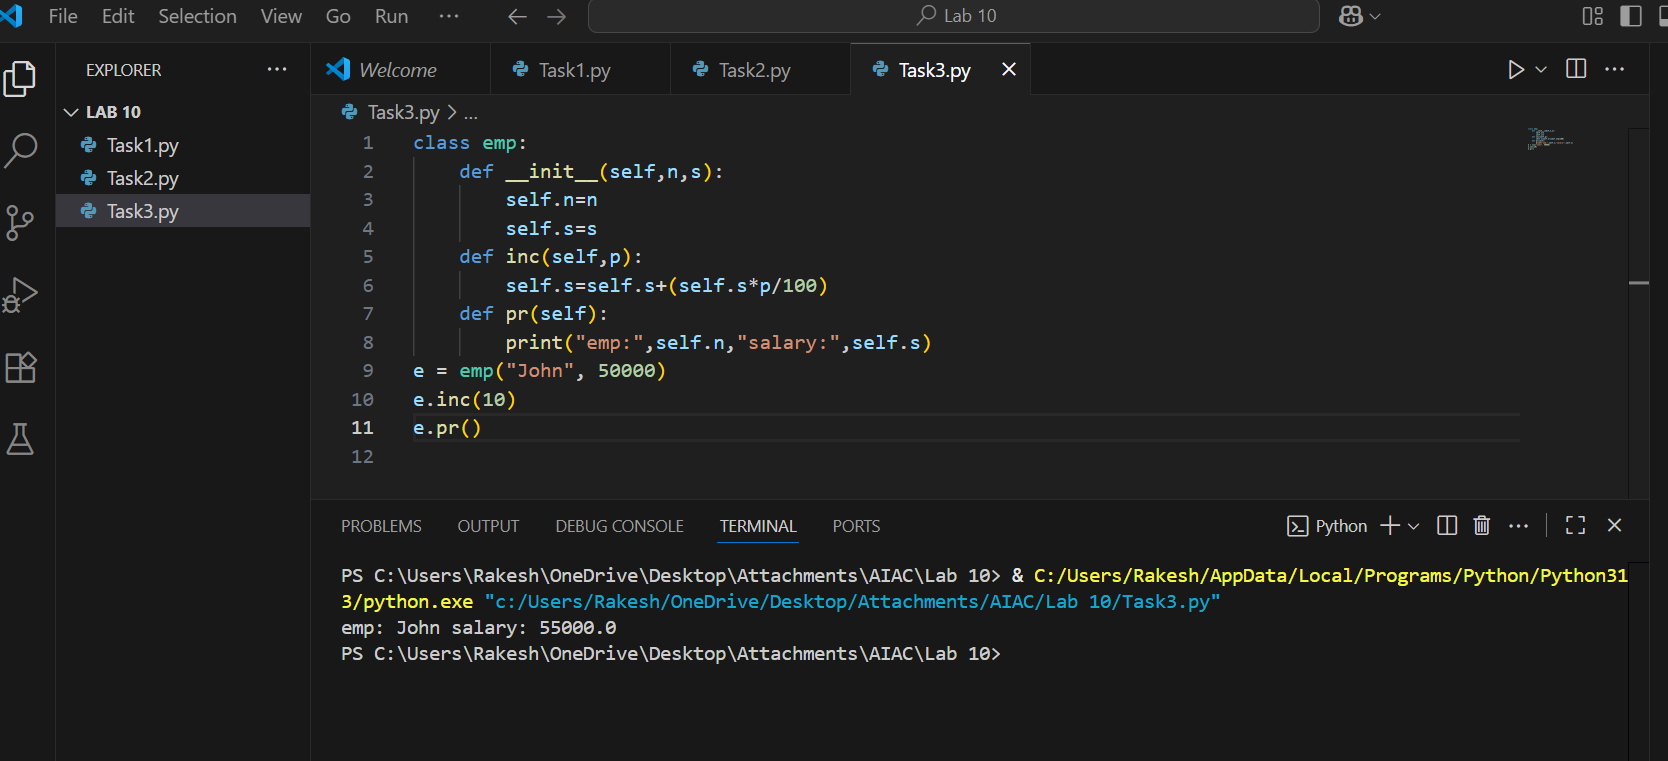 File Edit Selection View Go Run ...
Lab 10
EXPLORER ...
LAB 10
Task1.py
Task2.py
Task3.py
Welcome Task1.py Task2.py Task3.py
Task3.py > ...
1 class emp:
2     def __init__(self,n,s):
3         self.n=n
4         self.s=s
5     def inc(self,p):
6         self.s=self.s+(self.s*p/100)
7     def pr(self):
8         print("emp:",self.n,"salary:",self.s)
9 e = emp("John", 50000)
10 e.inc(10)
11 e.pr()
12
PROBLEMS OUTPUT DEBUG CONSOLE TERMINAL PORTS
Python
PS C:\Users\Rakesh\OneDrive\Desktop\Attachments\AIAC\Lab 10> & C:/Users/Rakesh/AppData/Local/Programs/Python/Python31
3/python.exe "c:/Users/Rakesh/OneDrive/Desktop/Attachments/AIAC/Lab 10/Task3.py"
emp: John salary: 55000.0
PS C:\Users\Rakesh\OneDrive\Desktop\Attachments\AIAC\Lab 10>